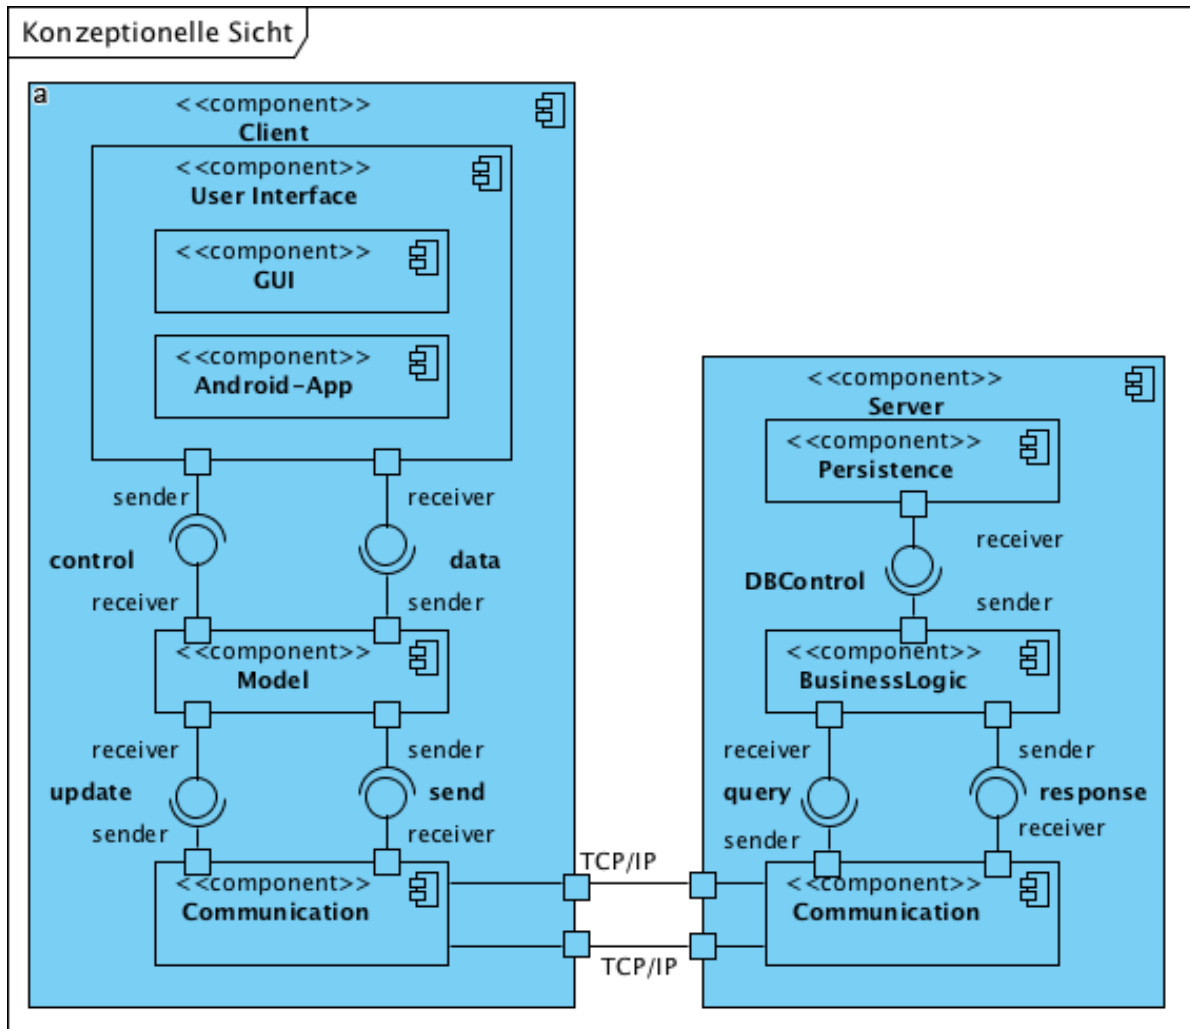 Konzeptionelle Sicht
a
<<component>>
Client
<<component>>
User Interface
<<component>>
GUI
<<component>>
Android-App
sender
receiver
control
data
receiver
sender
<<component>>
Model
receiver
sender
update
send
sender
receiver
<<component>>
Communication
TCP/IP
TCP/IP
<<component>>
Server
<<component>>
Persistence
receiver
DBControl
sender
<<component>>
BusinessLogic
receiver
sender
query
response
sender
receiver
<<component>>
Communication